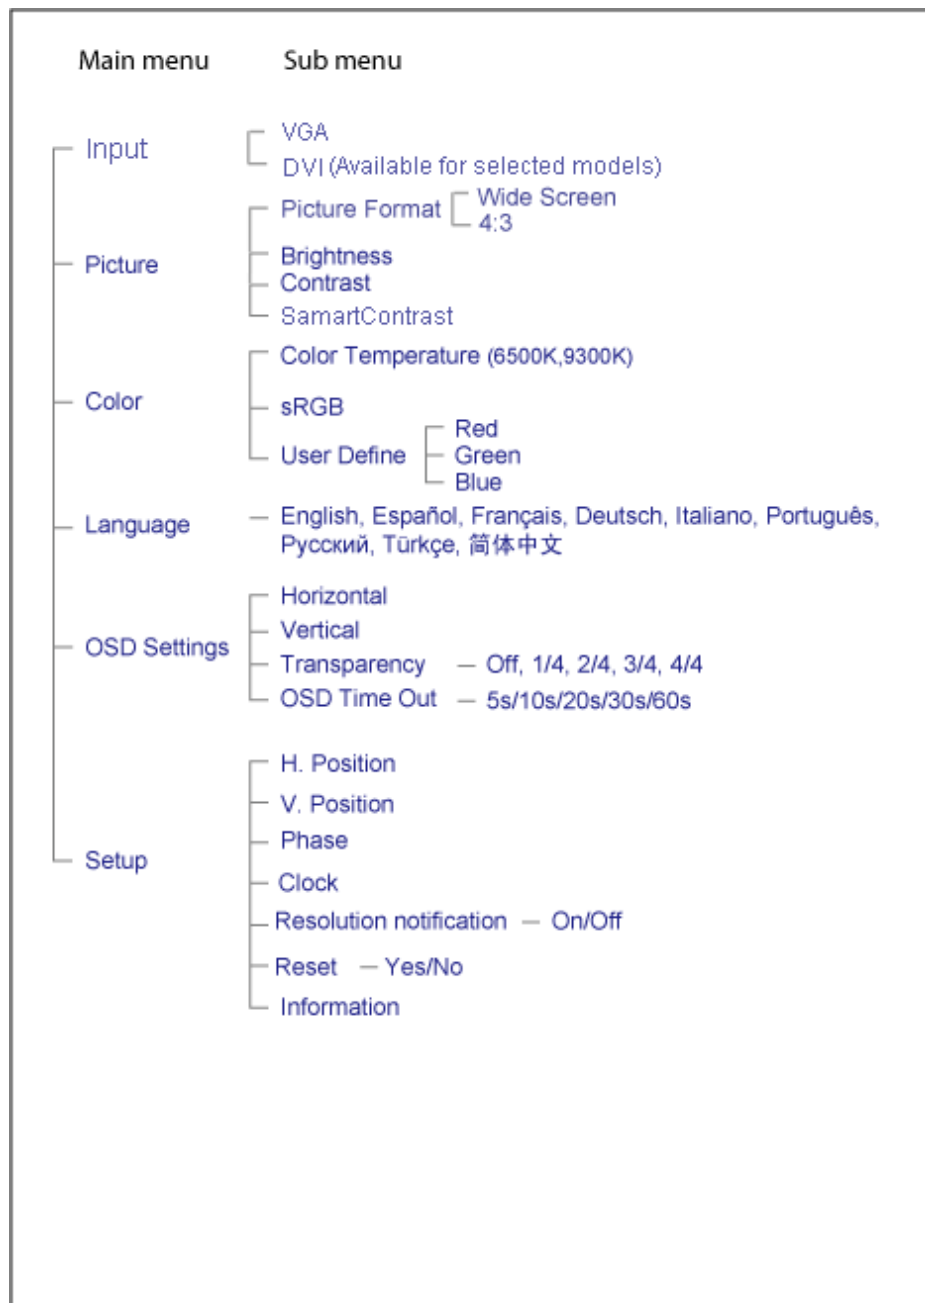 Main menu Sub menu
Input
VGA
DVI (Available for selected models)
Picture
Picture Format
Wide Screen
4:3
Brightness
Contrast
SamartContrast
Color
Color Temperature (6500K,9300K)
sRGB
User Define
Red
Green
Blue
Language
English, Español, Français, Deutsch, Italiano, Português,
Русский, Türkçe, 简体中文
OSD Settings
Horizontal
Vertical
Transparency — Off, 1/4, 2/4, 3/4, 4/4
OSD Time Out — 5s/10s/20s/30s/60s
Setup
H. Position
V. Position
Phase
Clock
Resolution notification — On/Off
Reset — Yes/No
Information